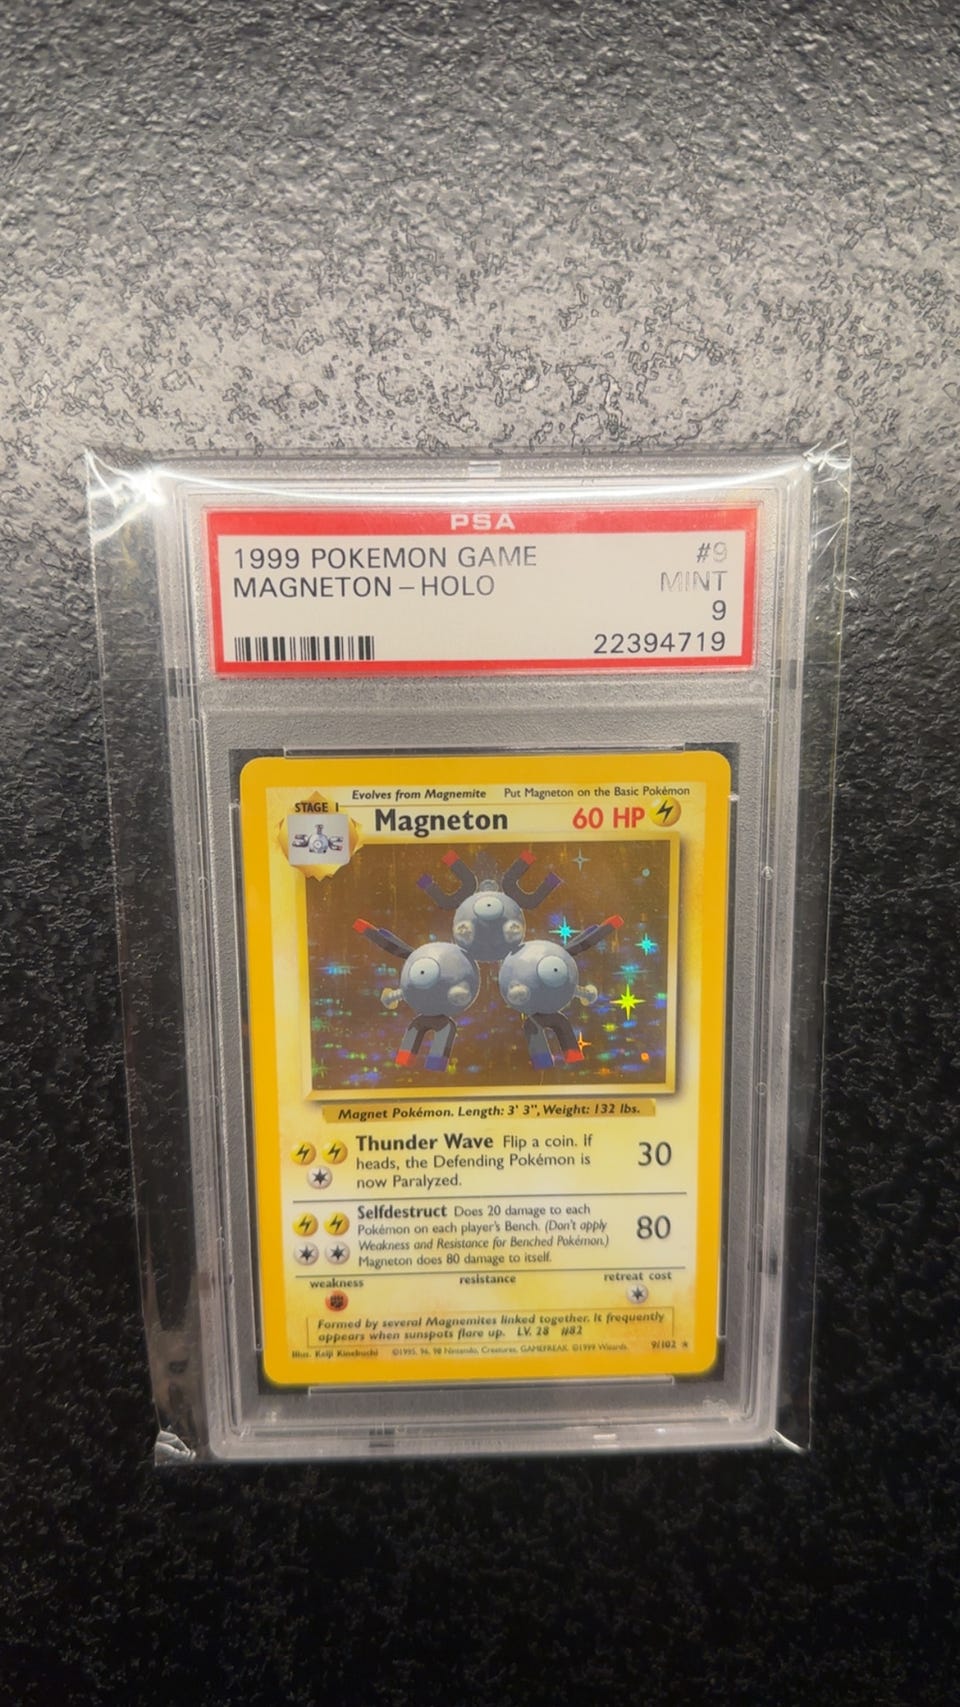 PSA
1999 POKEMON GAME #9
MAGNETON – HOLO MINT
9
22394719
Evolves from Magnemite Put Magneton on the Basic Pokémon
STAGE 1
Magneton 60 HP
Magnet Pokémon. Length: 3' 3", Weight: 132 lbs.
Thunder Wave Flip a coin. If
heads, the Defending Pokémon is
now Paralyzed.
30
Selfdestruct Does 20 damage to each
Pokémon on each player's Bench. (Don't apply
Weakness and Resistance for Benched Pokémon.)
Magneton does 80 damage to itself.
80
weakness resistance retreat cost
Formed by several Magnemites linked together. It frequently
appears when sunspots flare up. LV. 28 #82
Illus. Keiji Kinebuchi ©1995, 96, 98 Nintendo, Creatures, GAMEFREAK. ©1999 Wizards. 9/102 ★